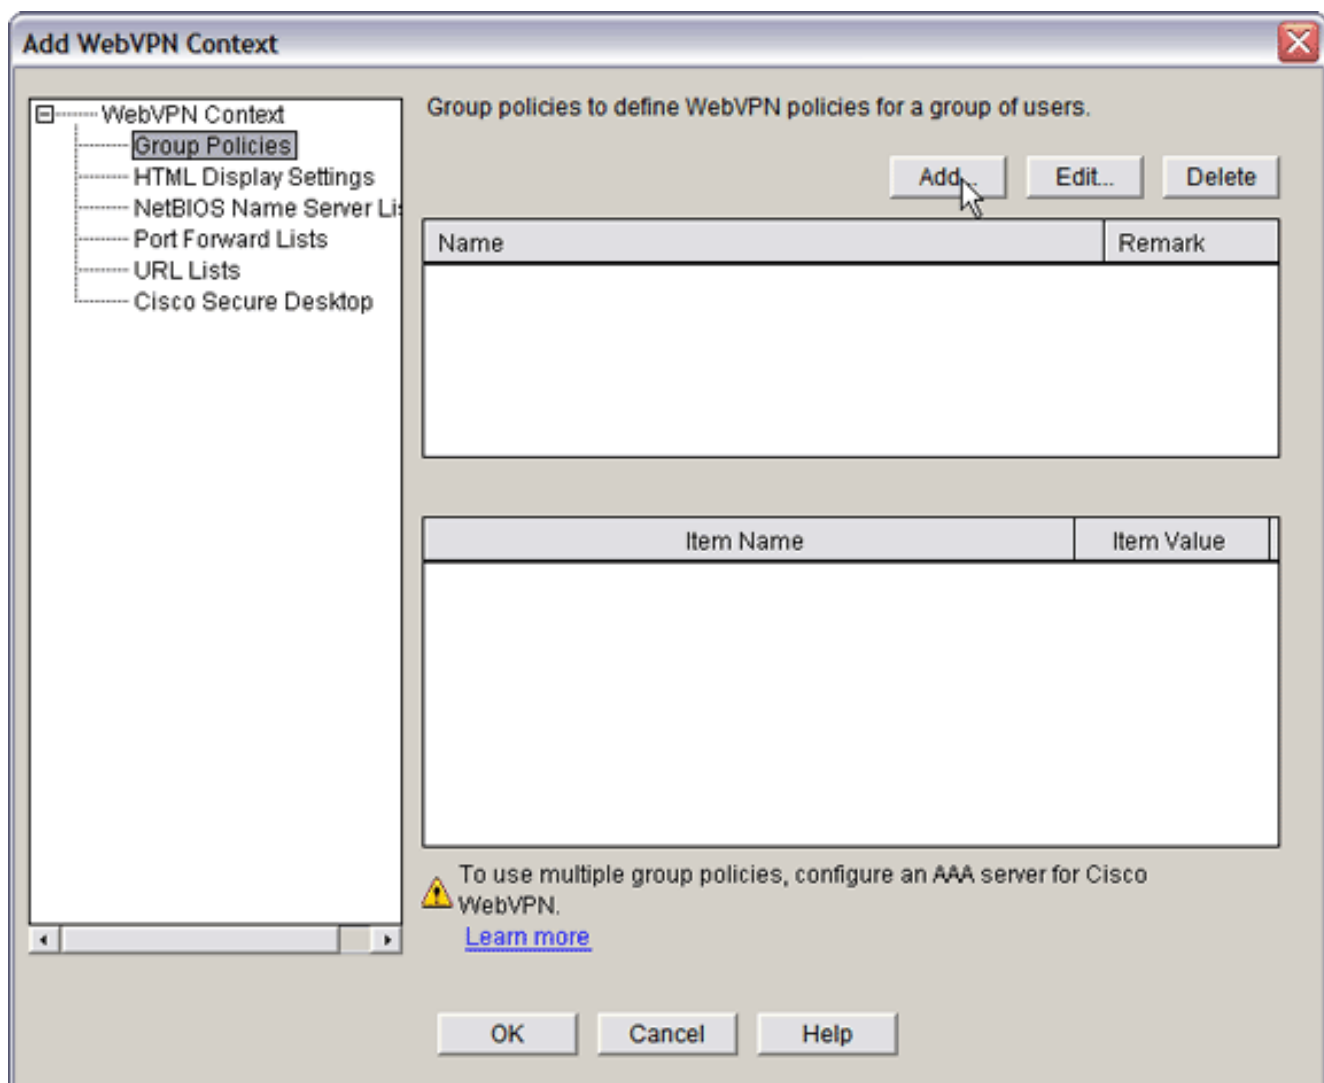 Add WebVPN Context
WebVPN Context
Group Policies
HTML Display Settings
NetBIOS Name Server Li
Port Forward Lists
URL Lists
Cisco Secure Desktop
Group policies to define WebVPN policies for a group of users.
Add... Edit... Delete
Name Remark
Item Name Item Value
To use multiple group policies, configure an AAA server for Cisco
WebVPN.
Learn more
OK Cancel Help